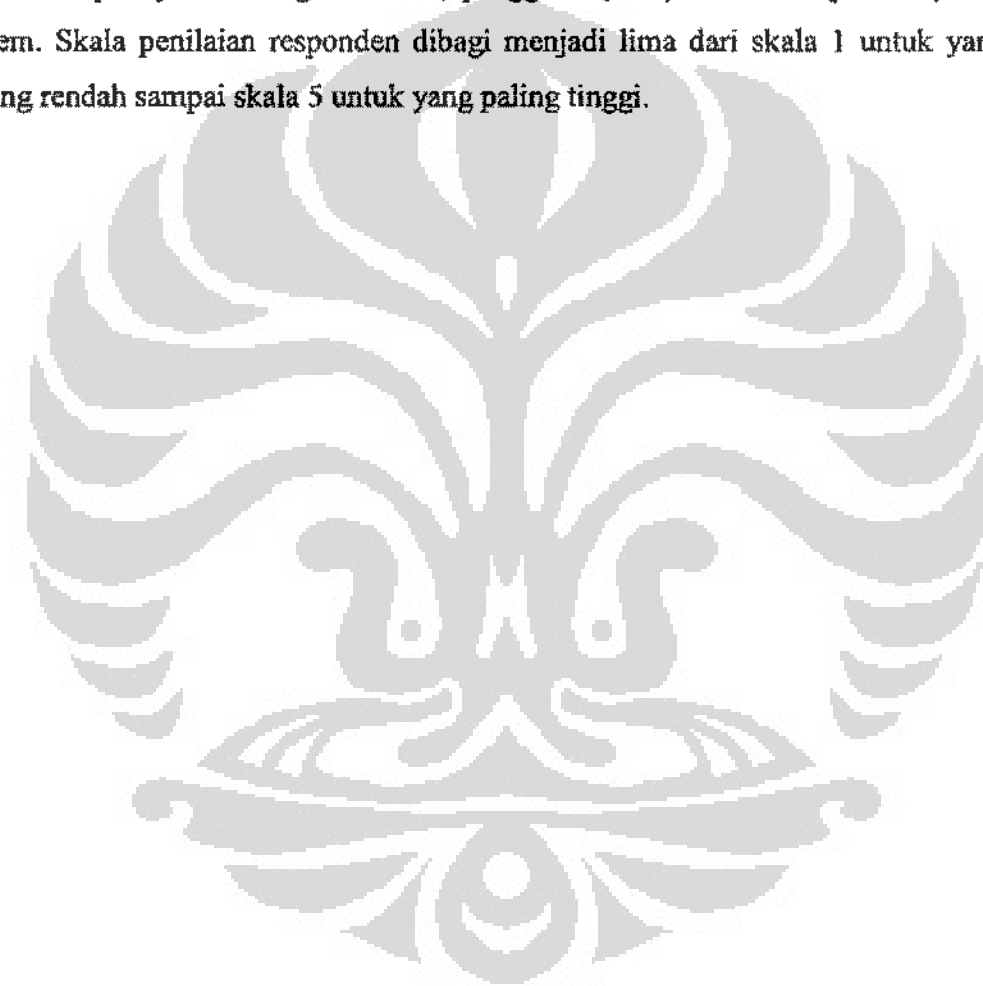 em. Skala penilaian responden dibagi menjadi lima dari skala 1 untuk yan
ng rendah sampai skala 5 untuk yang paling tinggi.